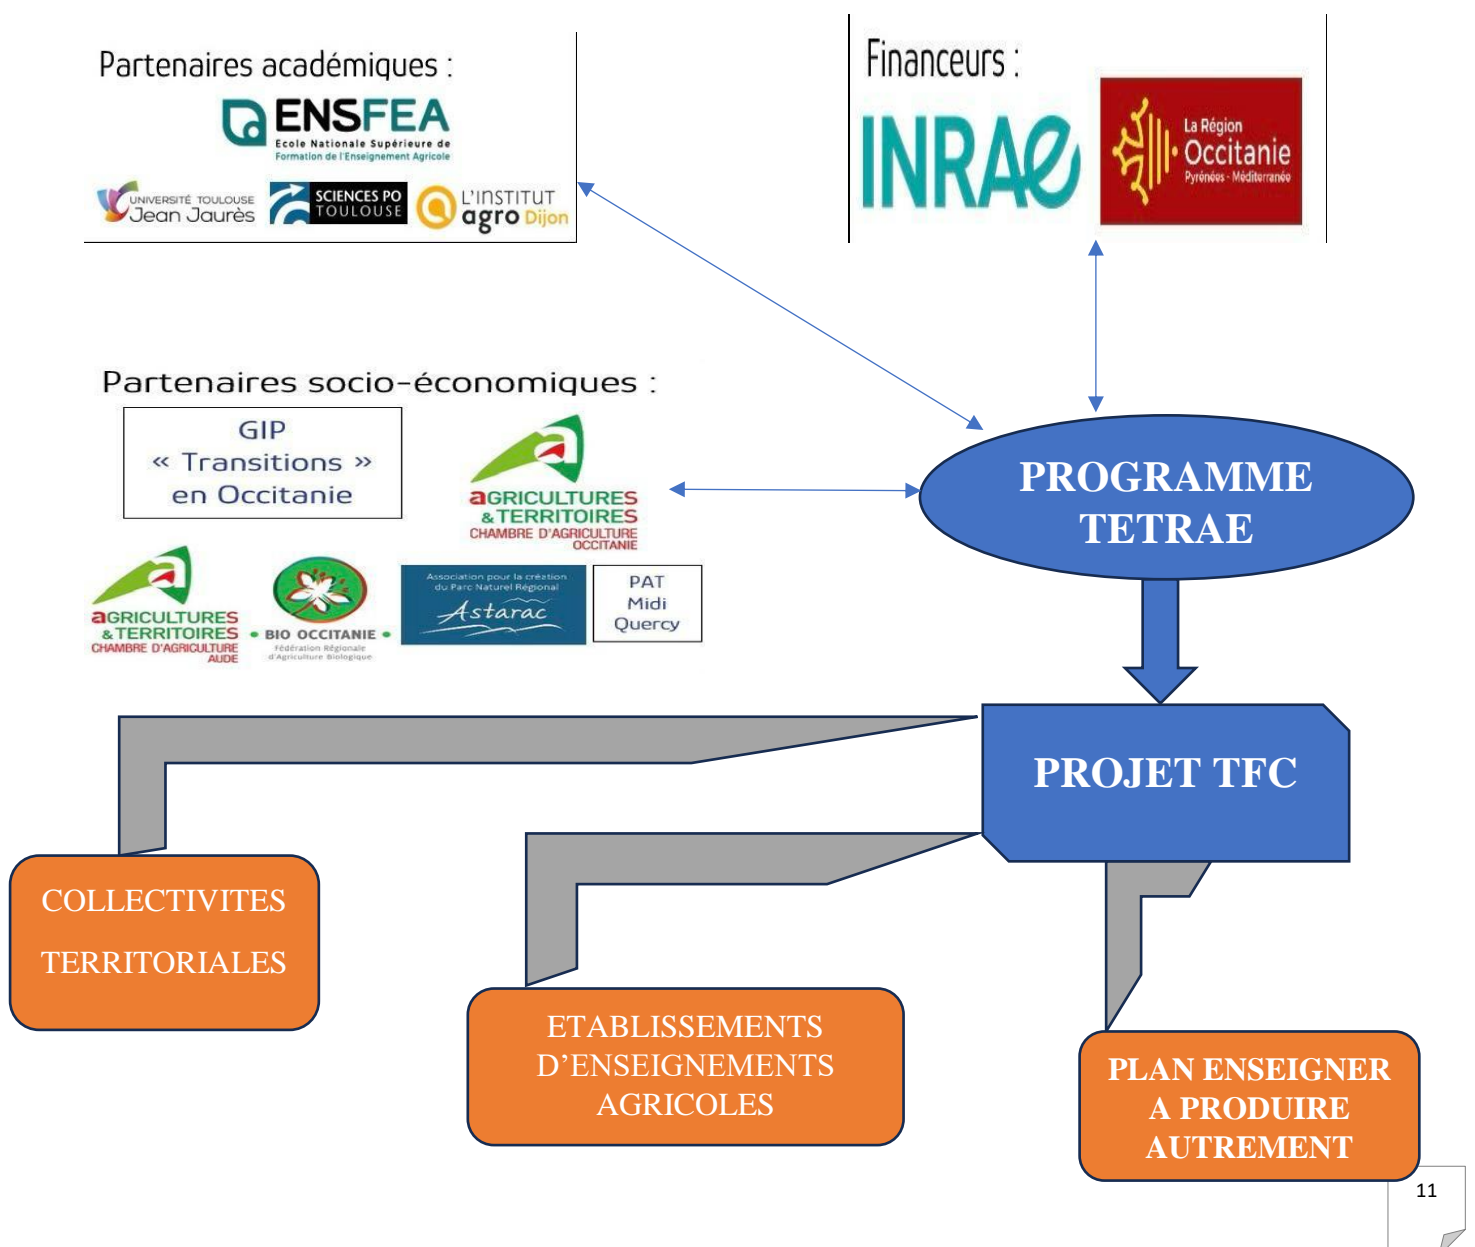 Partenaires académiques :
ENSFEA
Ecole Nationale Supérieure de
Formation de l'Enseignement Agricole
UNIVERSITÉ TOULOUSE
Jean Jaurès
SCIENCES PO
TOULOUSE
L'INSTITUT
agro Dijon
Financeurs :
INRAE
La Région
Occitanie
Pyrénées - Méditerranée
Partenaires socio-économiques :
GIP
« Transitions »
en Occitanie
AGRICULTURES
& TERRITOIRES
CHAMBRE D'AGRICULTURE
OCCITANIE
AGRICULTURES
& TERRITOIRES
CHAMBRE D'AGRICULTURE
AUDE
• BIO OCCITANIE •
Fédération Régionale
d'Agriculture Biologique
Association pour la création
du Parc Naturel Régional
Astarac
PAT
Midi
Quercy
PROGRAMME
TETRAE
PROJET TFC
COLLECTIVITES
TERRITORIALES
ETABLISSEMENTS
D’ENSEIGNEMENTS
AGRICOLES
PLAN ENSEIGNER
A PRODUIRE
AUTREMENT
11